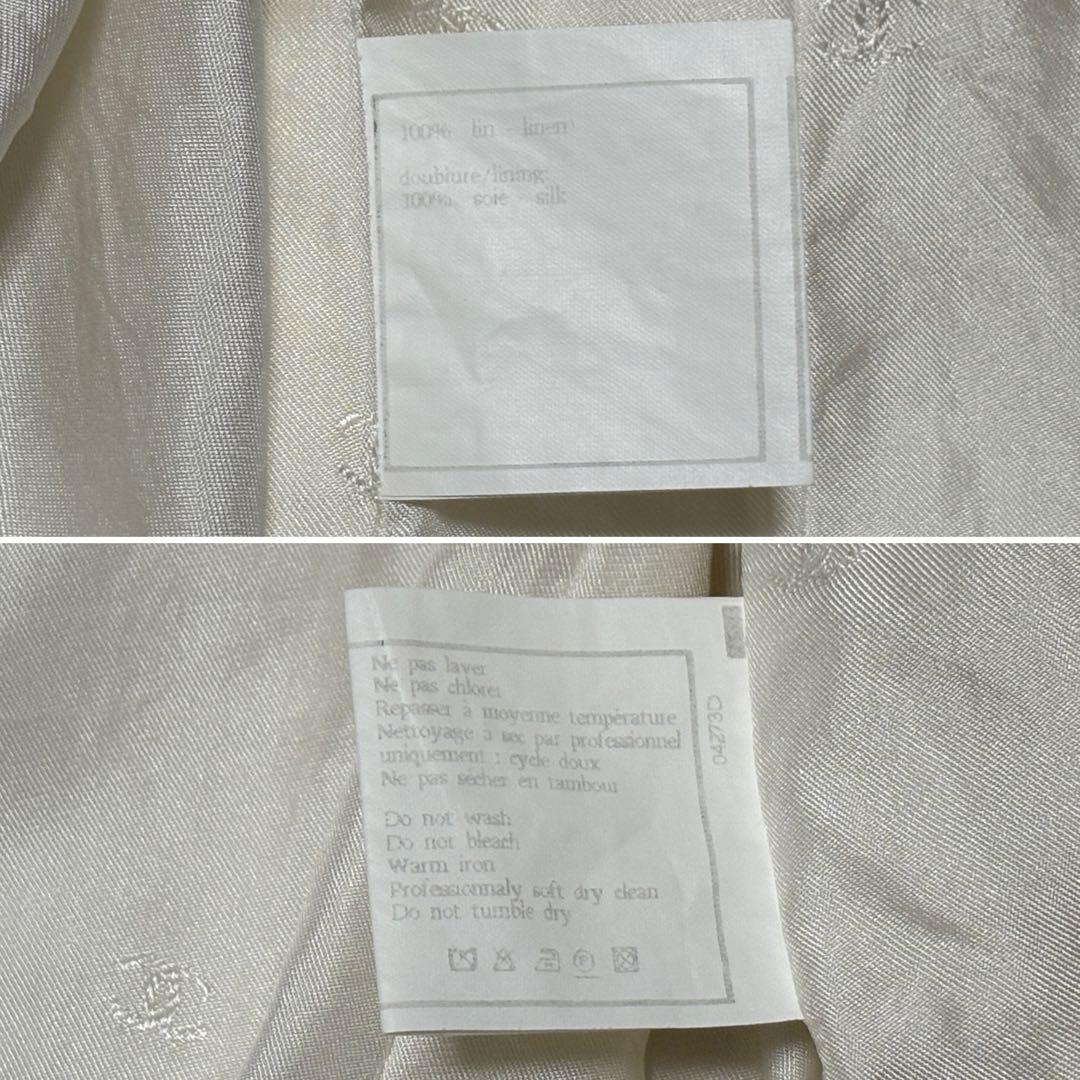 100% lin - linen
doublure/lining:
100% soie - silk
Ne pas laver
Ne pas chlorer
Repasser à moyenne température
Nettoyage à sec par professionnel
uniquement : cycle doux
Ne pas sécher en tambour
Do not wash
Do not bleach
Warm iron
Professionnaly soft dry clean
Do not tumble dry
P
04273D